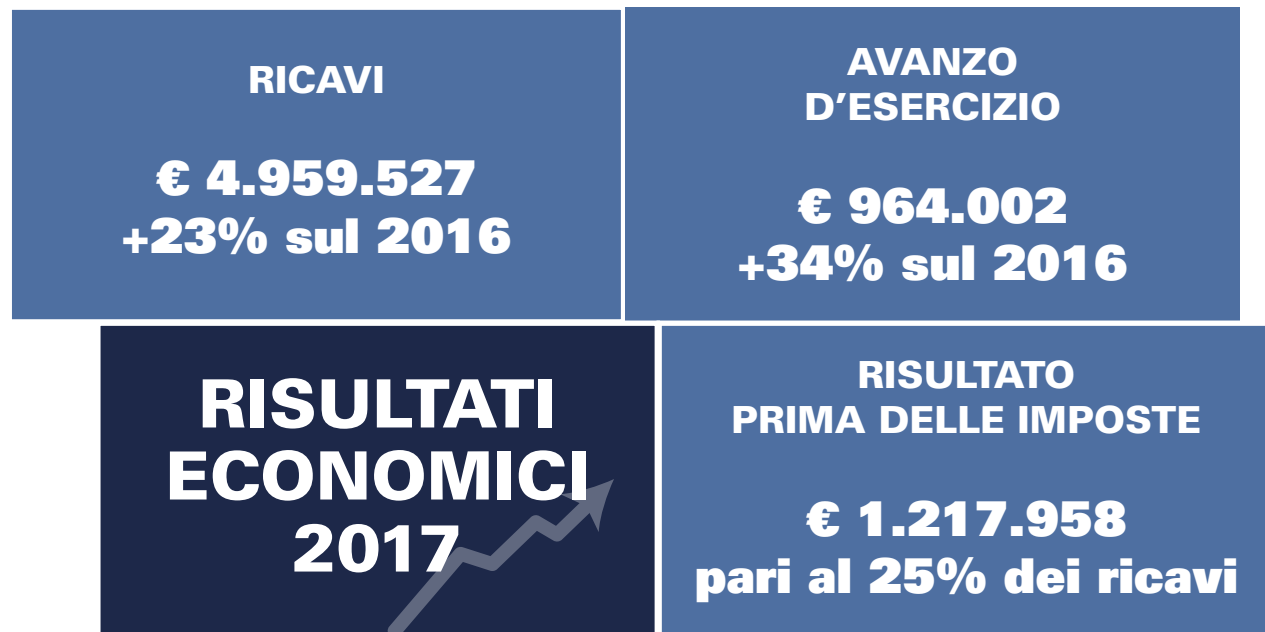 RICAVI
€ 4.959.527
+23% sul 2016
AVANZO
D’ESERCIZIO
€ 964.002
+34% sul 2016
RISULTATI
ECONOMICI
2017
RISULTATO
PRIMA DELLE IMPOSTE
€ 1.217.958
pari al 25% dei ricavi